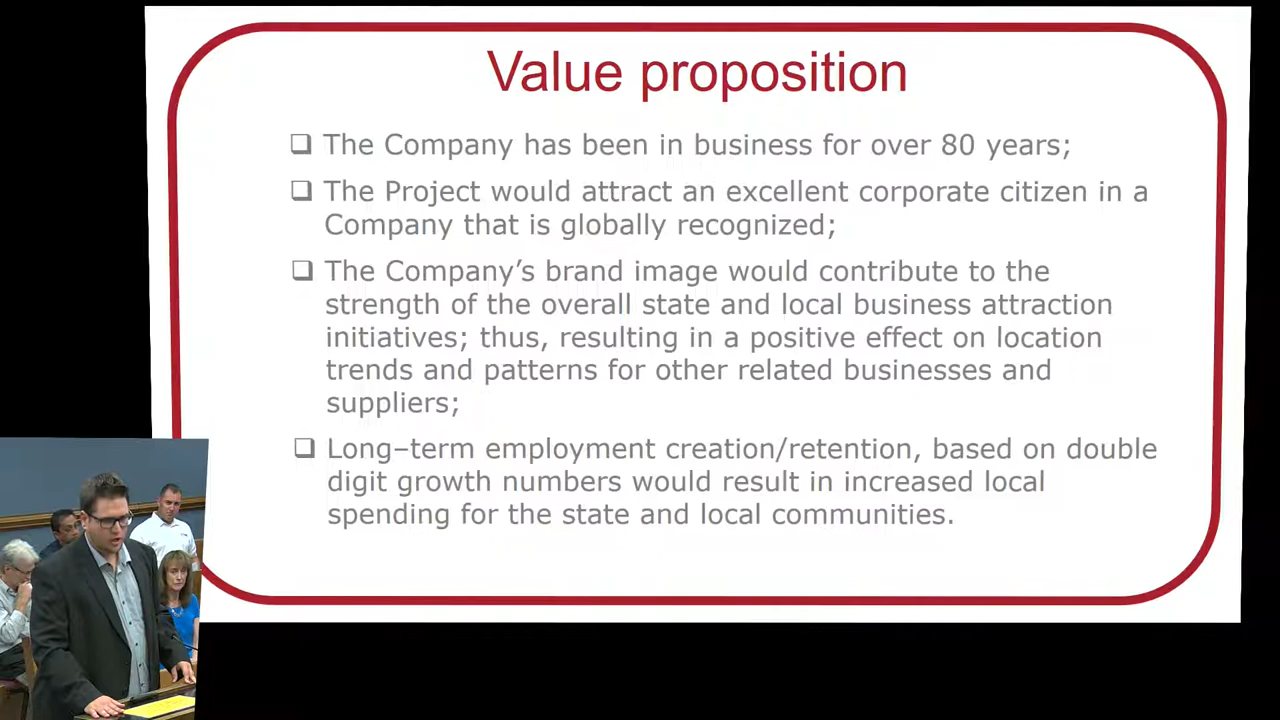 Value proposition
❑ The Company has been in business for over 80 years;
❑ The Project would attract an excellent corporate citizen in a
Company that is globally recognized;
❑ The Company’s brand image would contribute to the
strength of the overall state and local business attraction
initiatives; thus, resulting in a positive effect on location
trends and patterns for other related businesses and
suppliers;
❑ Long–term employment creation/retention, based on double
digit growth numbers would result in increased local
spending for the state and local communities.